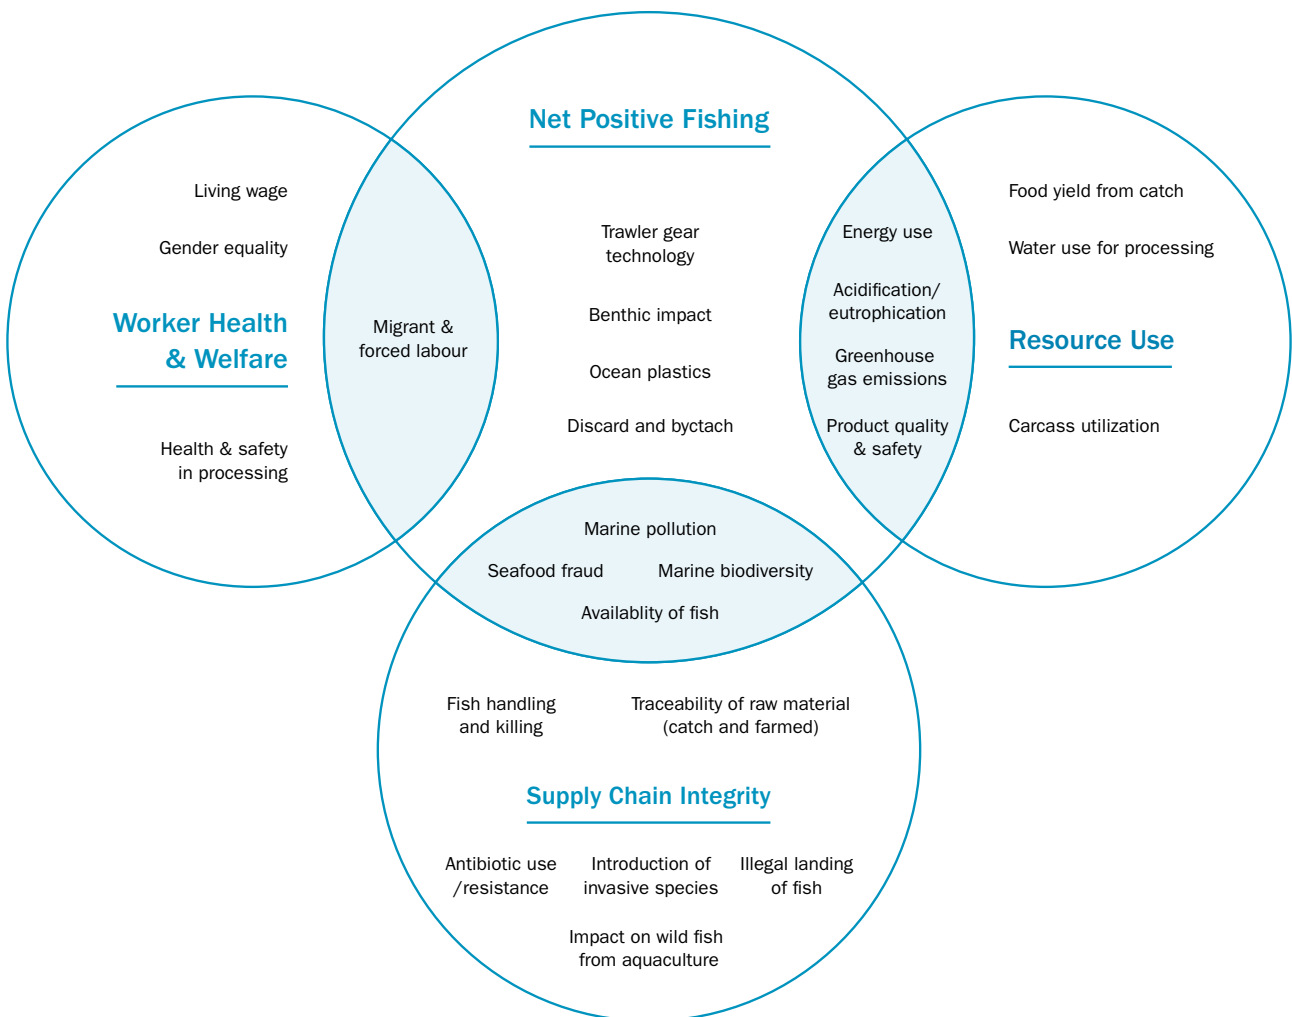 Net Positive Fishing
Living wage
Gender equality
Worker Health
& Welfare
Health & safety
in processing
Migrant &
forced labour
Trawler gear
technology
Benthic impact
Ocean plastics
Discard and byctach
Energy use
Acidification/
eutrophication
Greenhouse
gas emissions
Product quality
& safety
Food yield from catch
Water use for processing
Resource Use
Carcass utilization
Marine pollution
Seafood fraud
Marine biodiversity
Availablity of fish
Fish handling
and killing
Traceability of raw material
(catch and farmed)
Supply Chain Integrity
Antibiotic use
/resistance
Introduction of
invasive species
Illegal landing
of fish
Impact on wild fish
from aquaculture